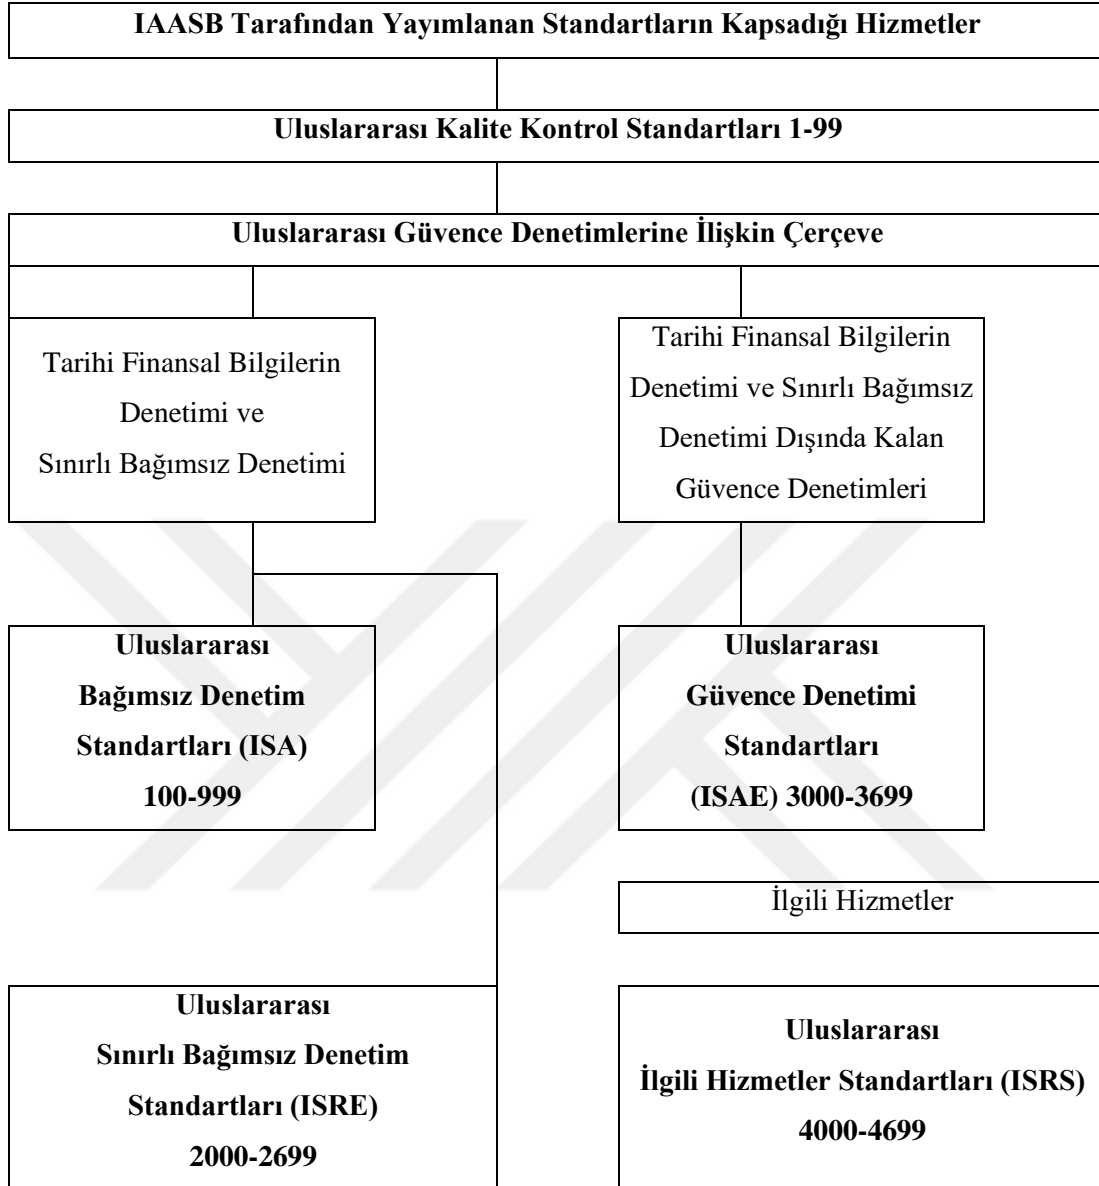 IAASB Tarafından Yayımlanan Standartların Kapsadığı Hizmetler
Uluslararası Kalite Kontrol Standartları 1-99
Uluslararası Güvence Denetimlerine İlişkin Çerçeve
Tarihi Finansal Bilgilerin
Denetimi ve
Sınırlı Bağımsız Denetimi
Tarihi Finansal Bilgilerin
Denetimi ve Sınırlı Bağımsız
Denetimi Dışında Kalan
Güvence Denetimleri
Uluslararası
Bağımsız Denetim
Standartları (ISA)
100-999
Uluslararası
Güvence Denetimi
Standartları
(ISAE) 3000-3699
İlgili Hizmetler
Uluslararası
Sınırlı Bağımsız Denetim
Standartları (ISRE)
2000-2699
Uluslararası
İlgili Hizmetler Standartları (ISRS)
4000-4699